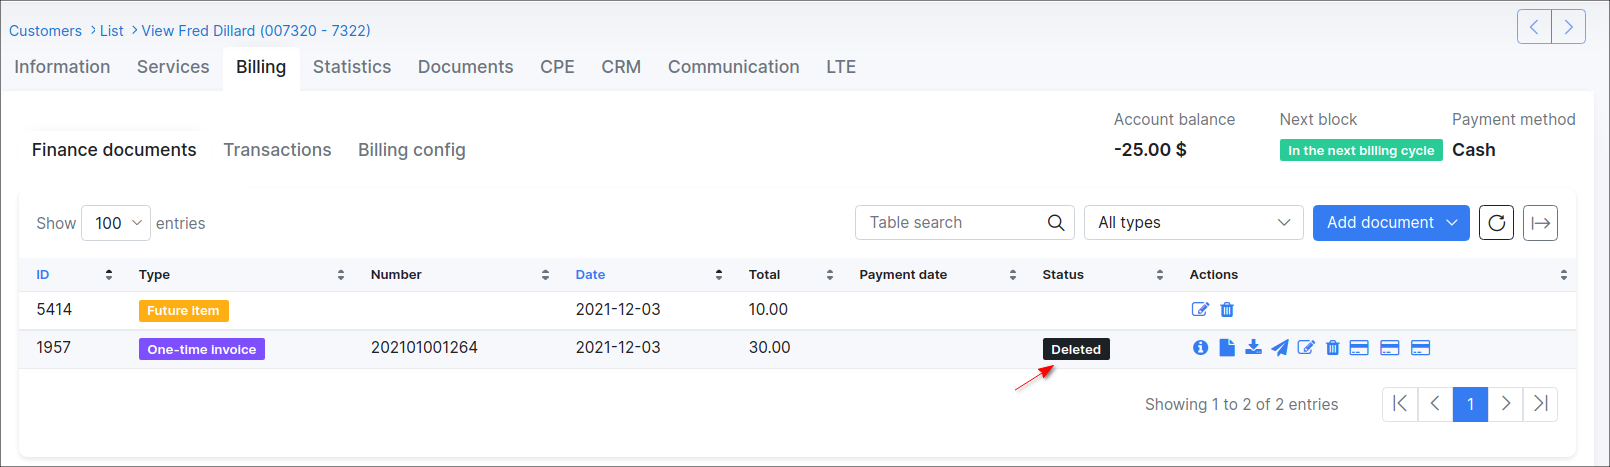 Customers > List > View Fred Dillard (007320 - 7322)
Information Services Billing Statistics Documents CPE CRM Communication LTE
Account balance Next block Payment method
Finance documents Transactions Billing config -25.00 $ In the next billing cycle Cash
Show 100 entries Table search All types Add document
ID Type Number Date Total Payment date Status Actions
5414 Future item 2021-12-03 10.00
1957 One-time invoice 202101001264 2021-12-03 30.00 Deleted
Showing 1 to 2 of 2 entries 1